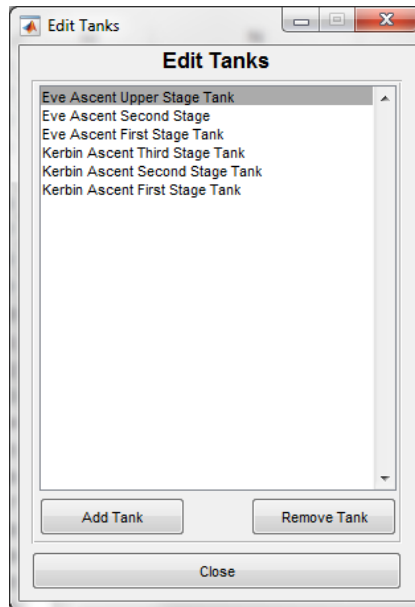 Edit Tanks
Edit Tanks
Eve Ascent Upper Stage Tank
Eve Ascent Second Stage
Eve Ascent First Stage Tank
Kerbin Ascent Third Stage Tank
Kerbin Ascent Second Stage Tank
Kerbin Ascent First Stage Tank
Add Tank Remove Tank
Close